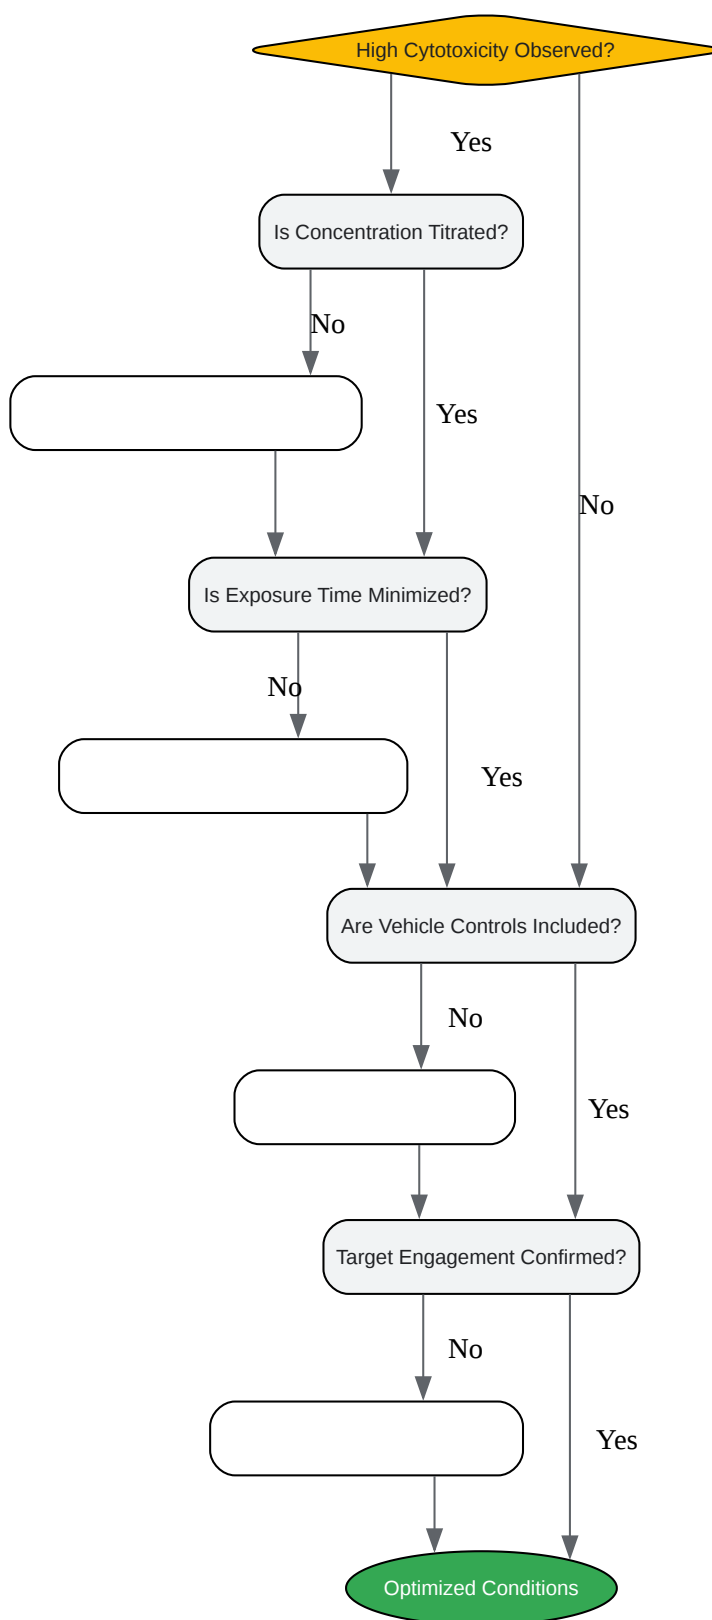 High Cytotoxicity Observed?
Yes
Is Concentration Titrated?
No
Yes
No
Is Exposure Time Minimized?
No
Yes
Are Vehicle Controls Included?
No
Yes
Target Engagement Confirmed?
No
Yes
Optimized Conditions